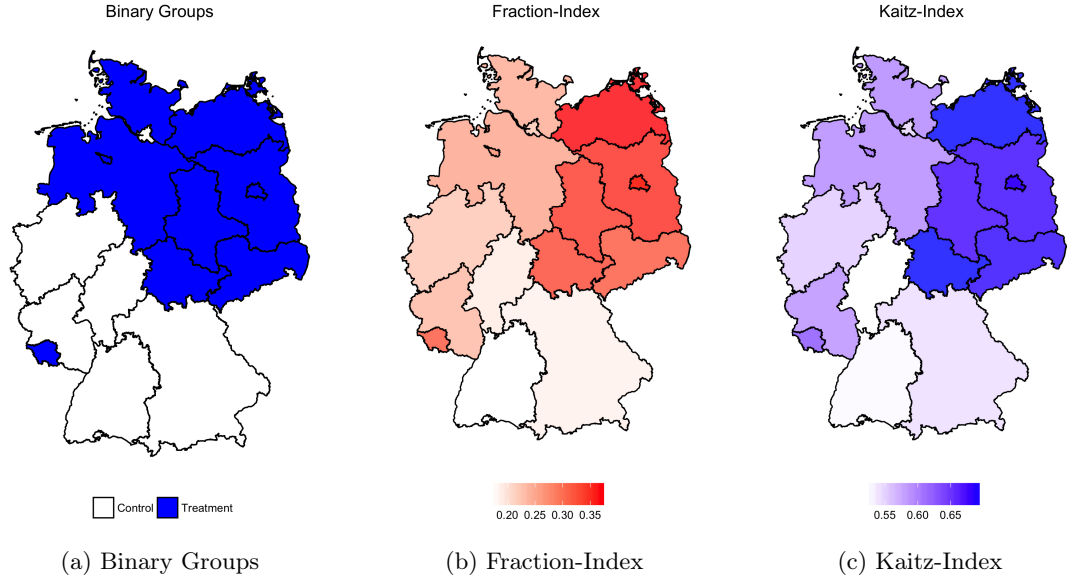 Binary Groups
Fraction-Index
Kaitz-Index
Control Treatment
0.20 0.25 0.30 0.35
0.55 0.60 0.65
(a) Binary Groups
(b) Fraction-Index
(c) Kaitz-Index